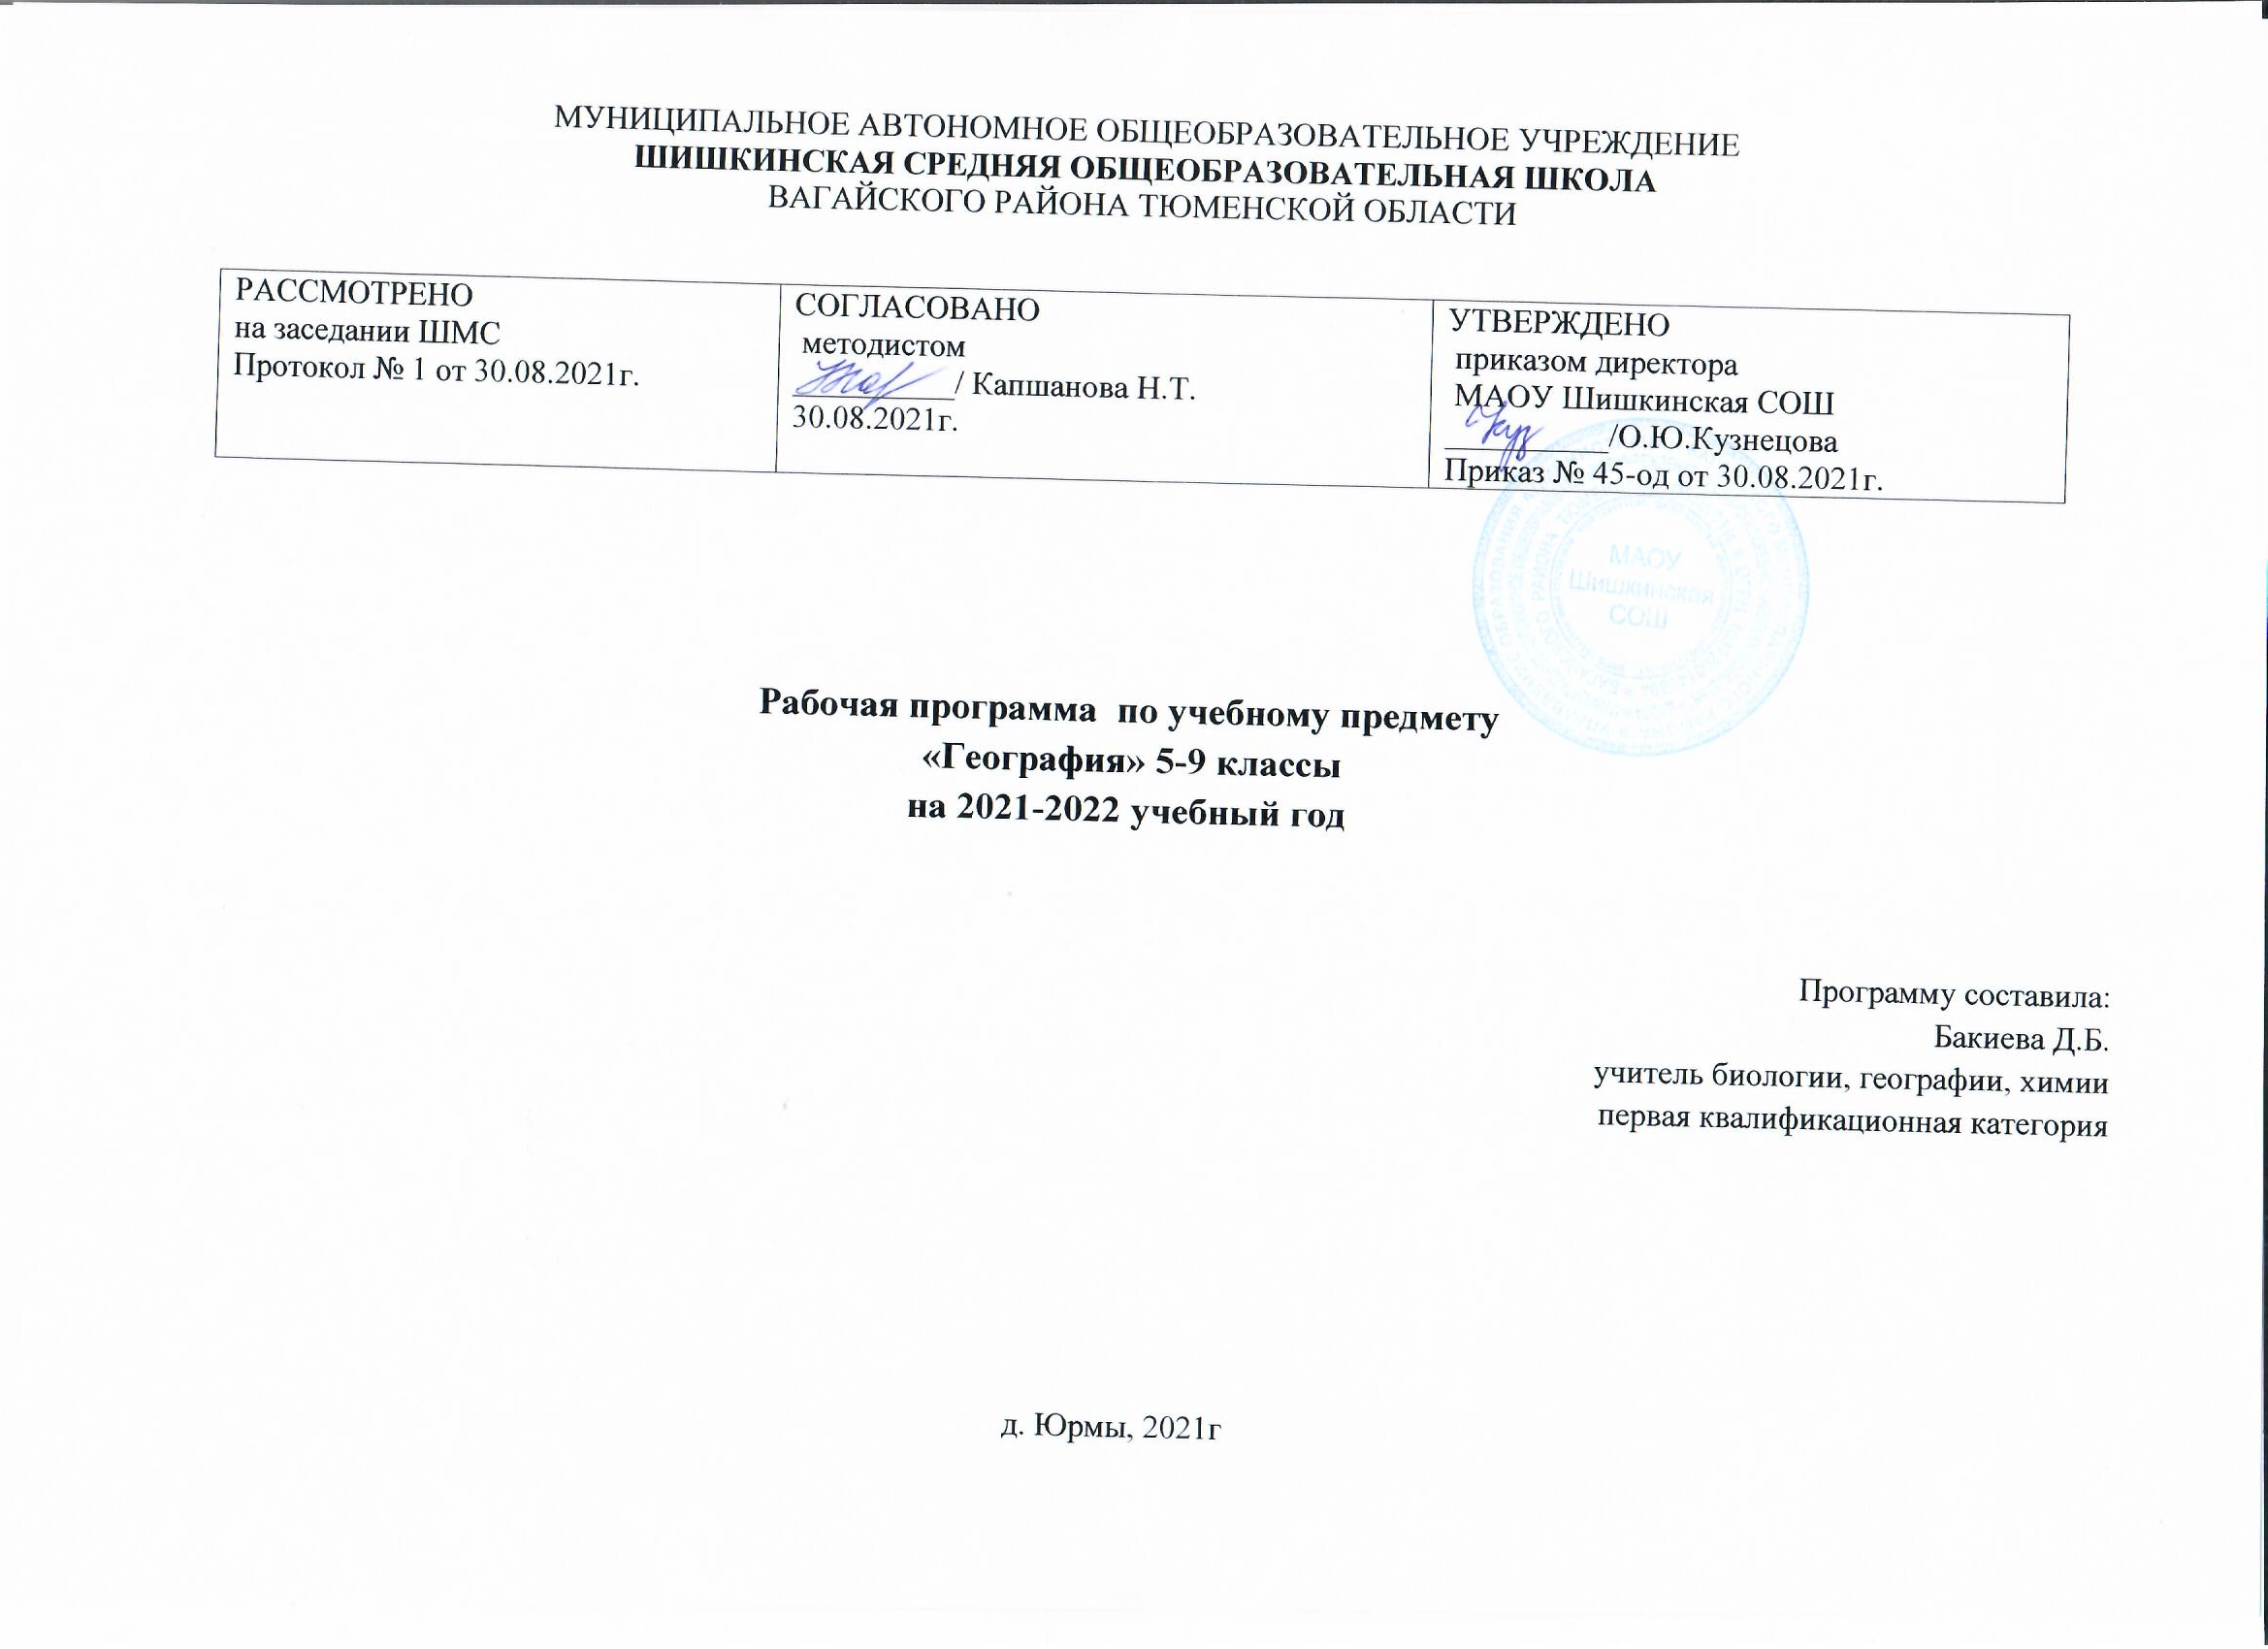 МУНИЦИПАЛЬНОЕ АВТОНОМНОЕ ОБЩЕОБРАЗОВАТЕЛЬНОЕ УЧРЕЖДЕНИЕ
ШИШКИНСКАЯ СРЕДНЯЯ ОБЩЕОБРАЗОВАТЕЛЬНАЯ ШКОЛА
ВАГАЙСКОГО РАЙОНА ТЮМЕНСКОЙ ОБЛАСТИ
РАССМОТРЕНО
на заседании ШМС
Протокол № 1 от 30.08.2021г.
СОГЛАСОВАНО
методистом
__________/ Капшанова Н.Т.
30.08.2021г.
УТВЕРЖДЕНО
приказом директора
МАОУ Шишкинская СОШ
__________/О.Ю.Кузнецова
Приказ № 45-од от 30.08.2021г.
МАОУ
Шишкинская
СОШ
Рабочая программа  по учебному предмету
«География» 5-9 классы
на 2021-2022 учебный год
Программу составила:
Бакиева Д.Б.
учитель биологии, географии, химии
первая квалификационная категория
д. Юрмы, 2021г